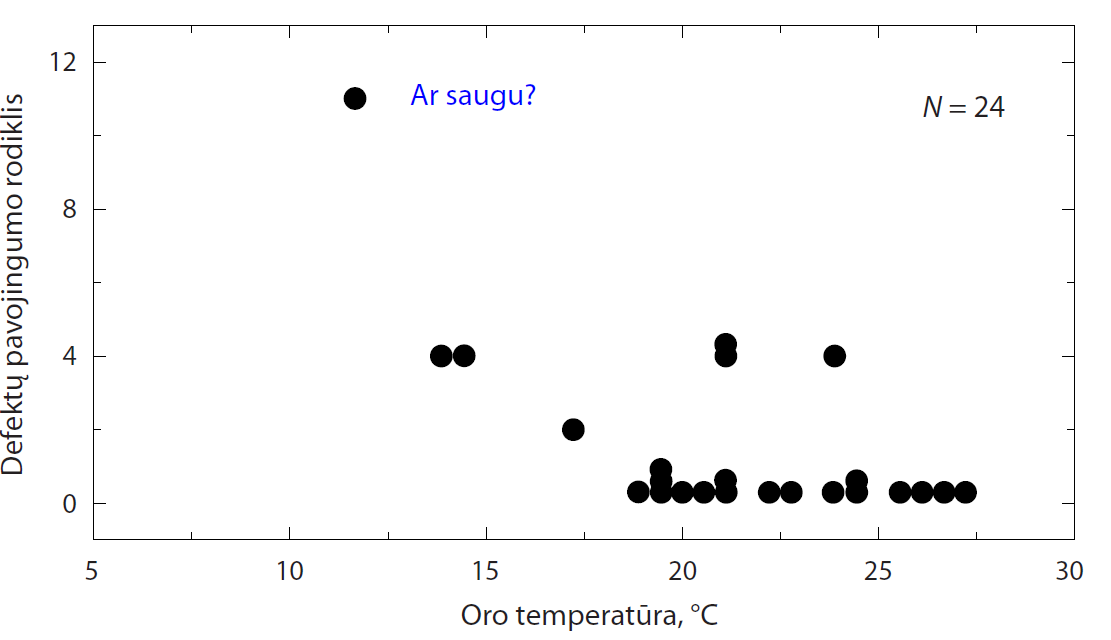 Defektų pavojingumo rodiklis
12
8
4
0
Ar saugu?
N = 24
5 10 15 20 25 30
Oro temperatūra, °C